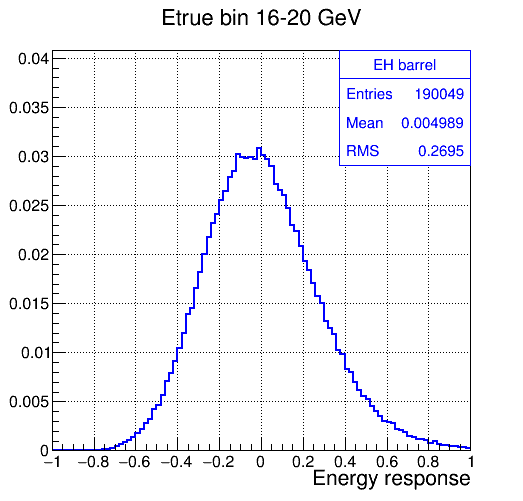 Etrue bin 16-20 GeV
EH barrel
Entries 190049
Mean 0.004989
RMS 0.2695
0.04
0.035
0.03
0.025
0.02
0.015
0.01
0.005
0
−1 −0.8 −0.6 −0.4 −0.2 0 0.2 0.4 0.6 0.8 1
Energy response